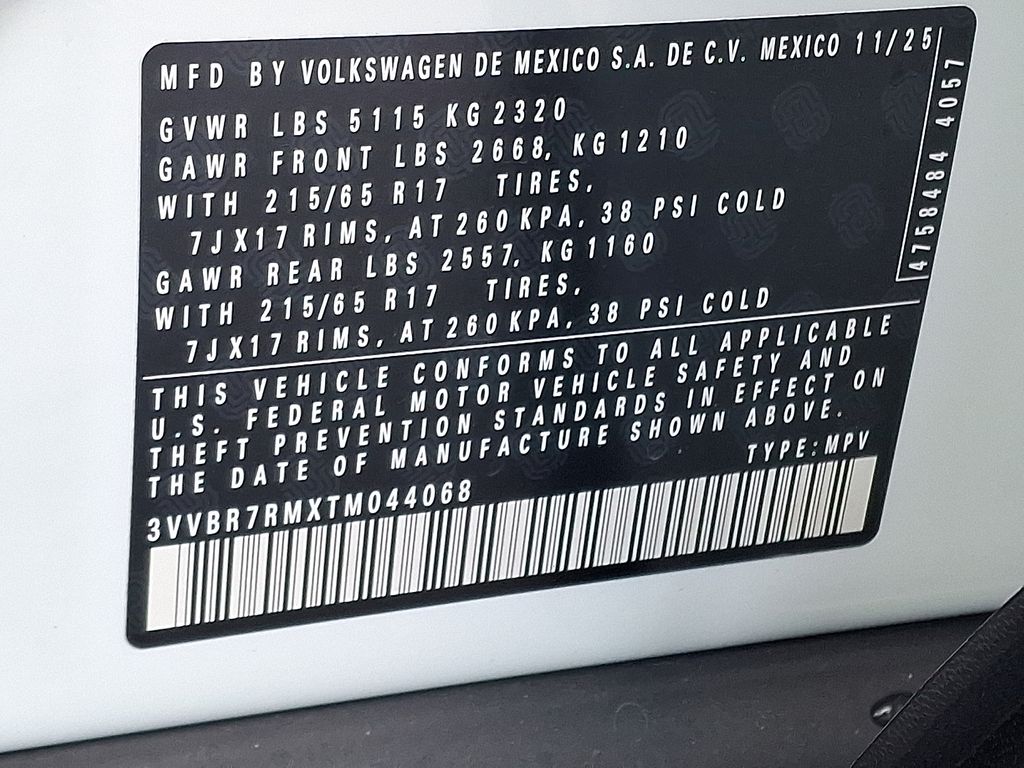 MFD BY VOLKSWAGEN DE MEXICO S.A. DE C.V. MEXICO 11/25
GVWR LBS 5115 KG 2320
GAWR FRONT LBS 2668, KG 1210
WITH 215/65 R17 TIRES,
7JX17 RIMS, AT 260 KPA, 38 PSI COLD
GAWR REAR LBS 2557, KG 1160
WITH 215/65 R17 TIRES,
7JX17 RIMS, AT 260 KPA, 38 PSI COLD
4758484 4057
THIS VEHICLE CONFORMS TO ALL APPLICABLE
U.S. FEDERAL MOTOR VEHICLE SAFETY AND
THEFT PREVENTION STANDARDS IN EFFECT ON
THE DATE OF MANUFACTURE SHOWN ABOVE.
TYPE: MPV
3VVBR7RMXTM044068